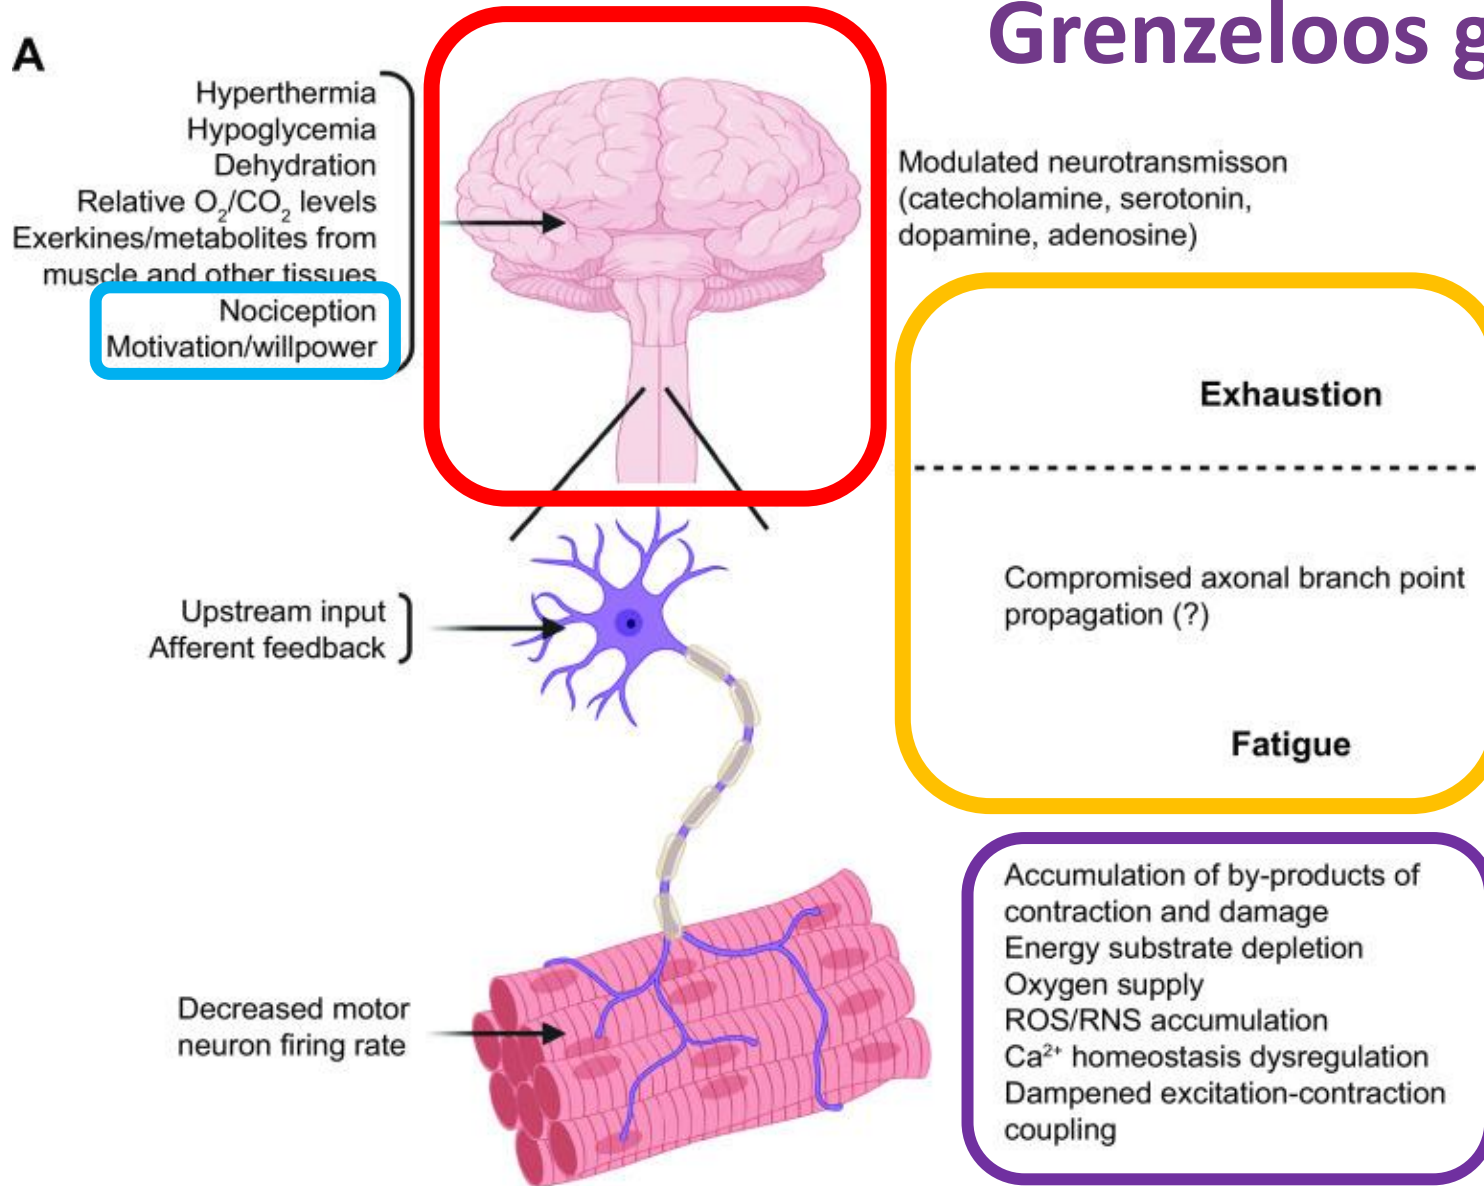 Grenzeloos g
A
Hyperthermia
Hypoglycemia
Dehydration
Relative O₂/CO₂ levels
Exerkines/metabolites from
muscle and other tissues
Nociception
Motivation/willpower
Modulated neurotransmisson
(catecholamine, serotonin,
dopamine, adenosine)
Exhaustion
Compromised axonal branch point
propagation (?)
Fatigue
Upstream input
Afferent feedback
Decreased motor
neuron firing rate
Accumulation of by-products of
contraction and damage
Energy substrate depletion
Oxygen supply
ROS/RNS accumulation
Ca²⁺ homeostasis dysregulation
Dampened excitation-contraction
coupling